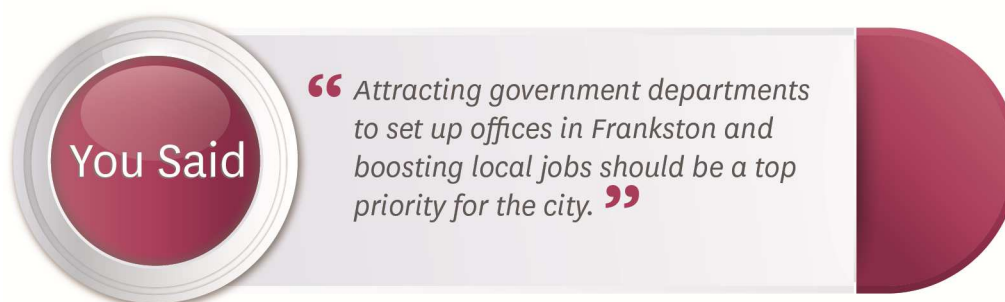 You Said
“ Attracting government departments
to set up offices in Frankston and
boosting local jobs should be a top
priority for the city. ”